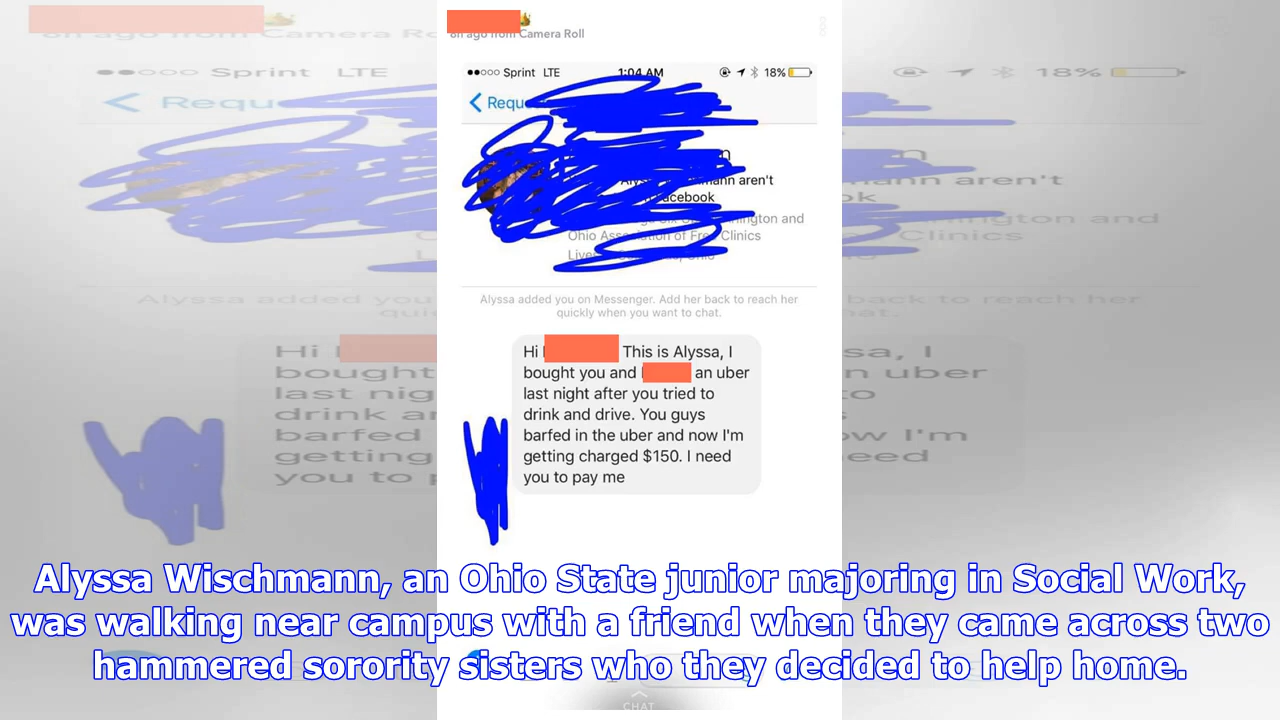 8h ago from Camera Roll
Sprint LTE 1:04 AM 18%
aren't
Facebook
and
Ohio Association of Free Clinics
Ohio
Alyssa added you on Messenger. Add her back to reach her
quickly when you want to chat.
Hi This is Alyssa, I
bought you and an uber
last night after you tried to
drink and drive. You guys
barfed in the uber and now I'm
getting charged $150. I need
you to pay me
Alyssa Wischmann, an Ohio State junior majoring in Social Work,
was walking near campus with a friend when they came across two
hammered sorority sisters who they decided to help home.
CHAT